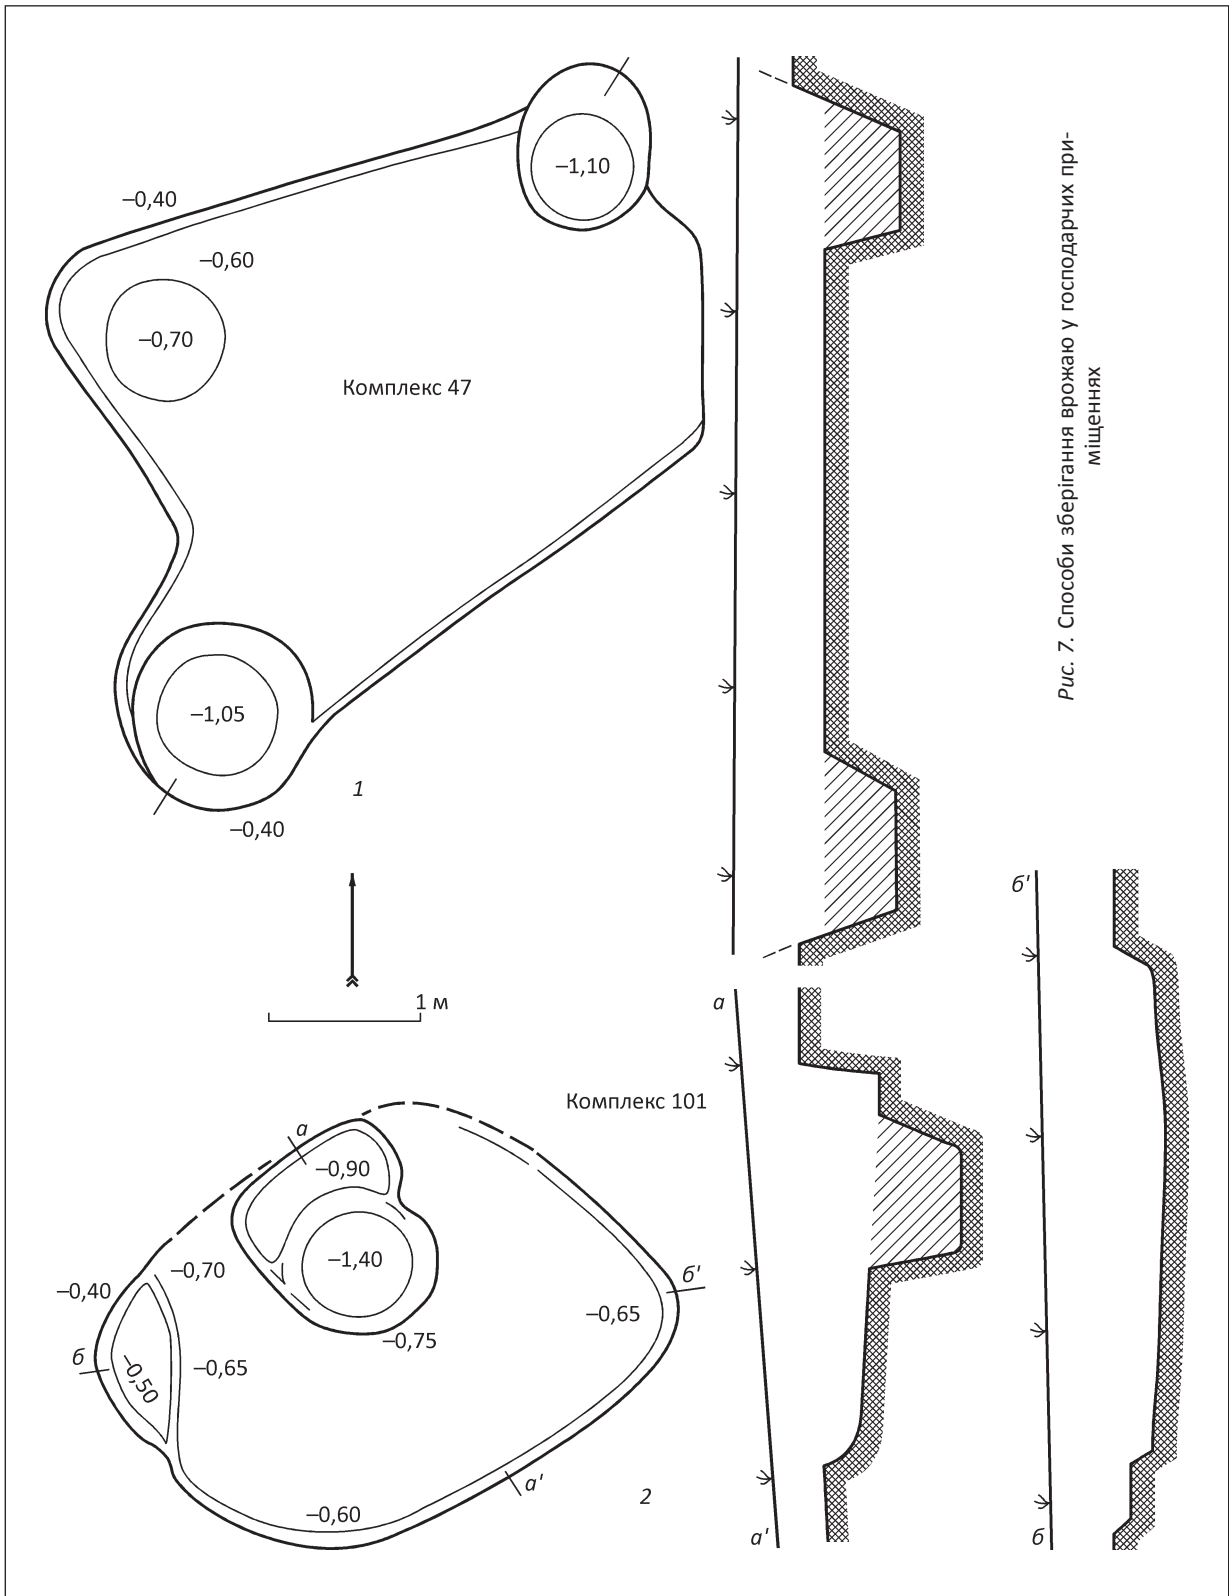 –1,10
–0,40
–0,60
–0,70
Комплекс 47
–1,05
1
–0,40
1 м
Комплекс 101
а
–0,90
–1,40
–0,70
–0,40
б'
–0,65
–0,75
б
–0,65
–0,50
а'
2
–0,60
а
а'
б'
б
Рис. 7. Способи зберігання врожаю у господарчих при-
міщеннях